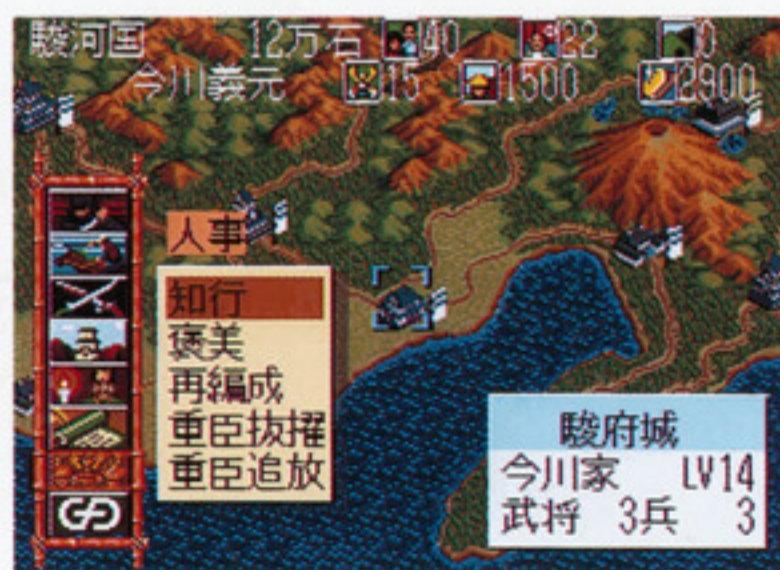 駿河国 12万石 40 22 0
今川義元 15 1500 2900
人事
知行
褒美
再編成
重臣抜擢
重臣追放
駿府城
今川家 LV14
武将 3兵 3